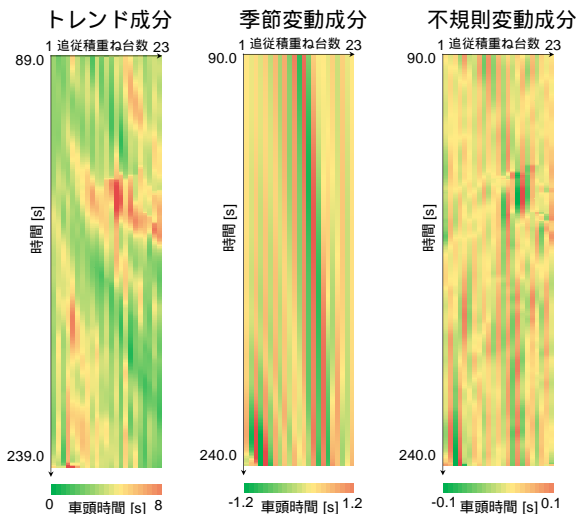 トレンド成分
1 追従積重ね台数 23
89.0
時間 [s]
239.0
0 車頭時間 [s] 8
季節変動成分
1 追従積重ね台数 23
90.0
時間 [s]
240.0
-1.2 車頭時間 [s] 1.2
不規則変動成分
1 追従積重ね台数 23
90.0
時間 [s]
240.0
-0.1 車頭時間 [s] 0.1